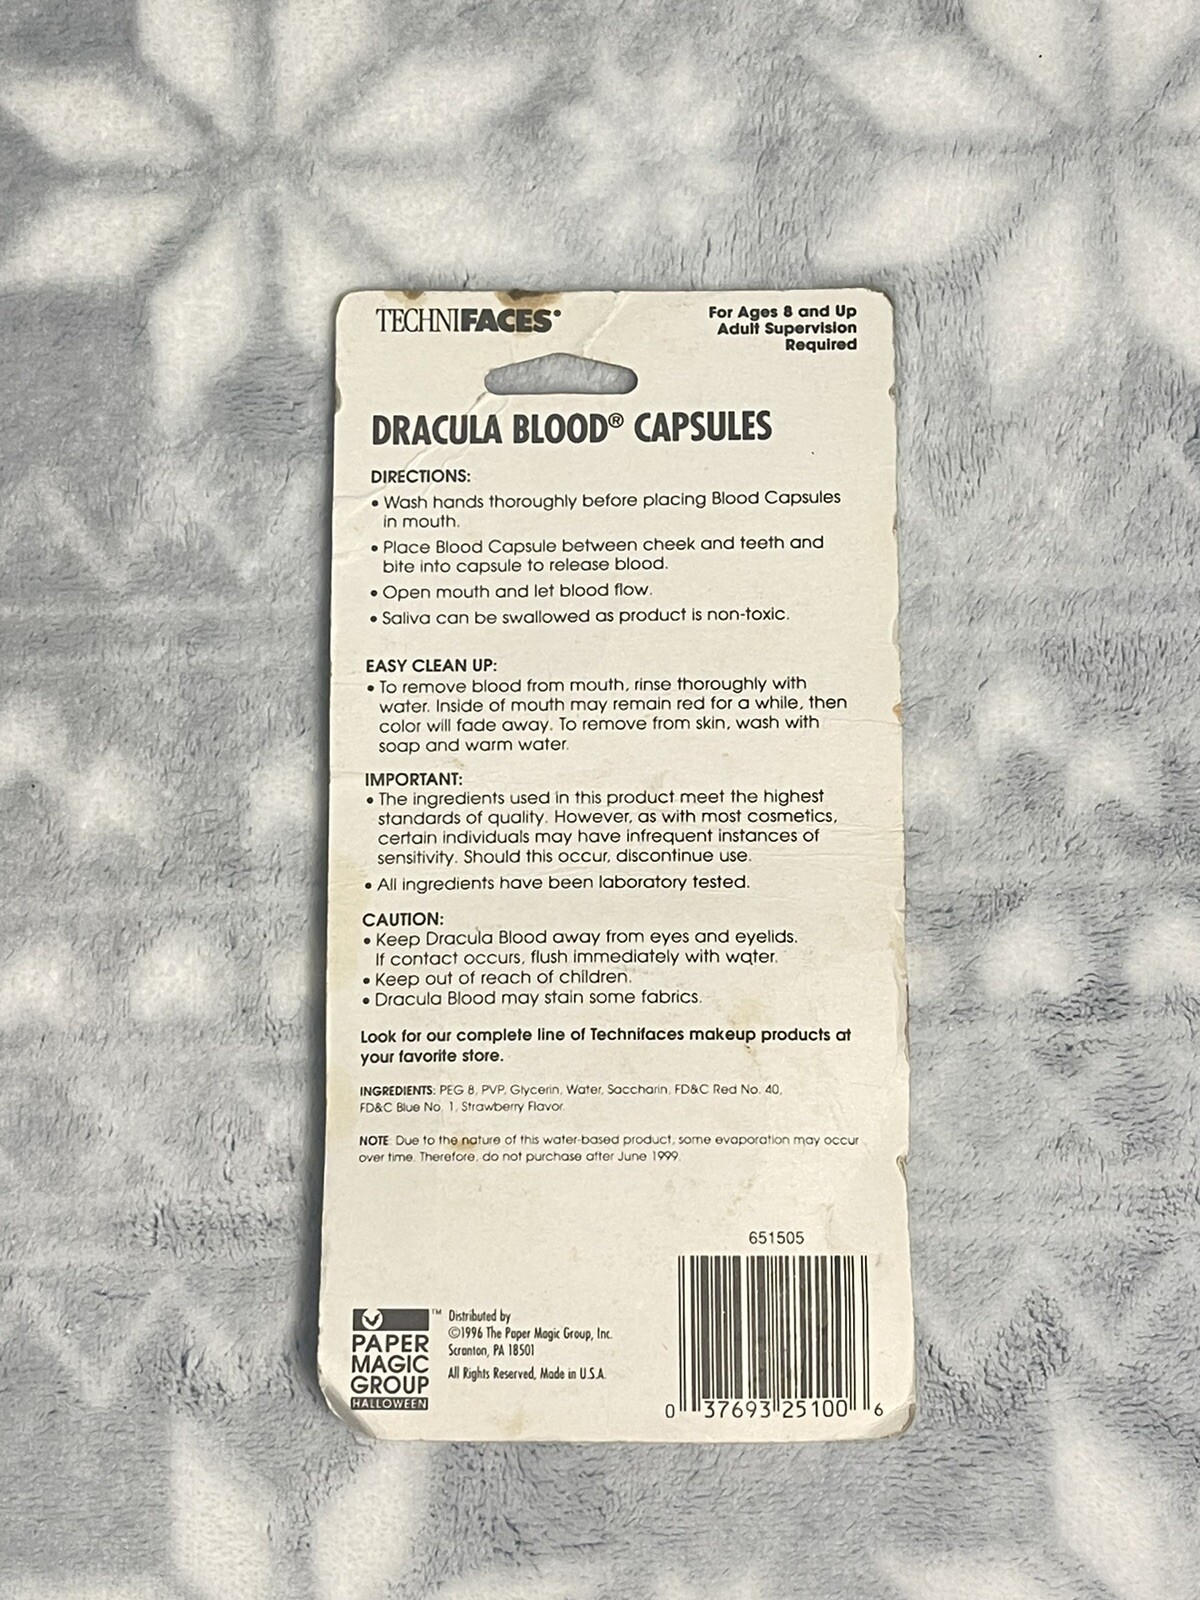 TECHNIFACES
For Ages 8 and Up
Adult Supervision
Required
DRACULA BLOOD® CAPSULES
DIRECTIONS:
• Wash hands thoroughly before placing Blood Capsules
in mouth.
• Place Blood Capsule between cheek and teeth and
bite into capsule to release blood.
• Open mouth and let blood flow.
• Saliva can be swallowed as product is non-toxic.
EASY CLEAN UP:
• To remove blood from mouth, rinse thoroughly with
water. Inside of mouth may remain red for a while, then
color will fade away. To remove from skin, wash with
soap and warm water.
IMPORTANT:
• The ingredients used in this product meet the highest
standards of quality. However, as with most cosmetics,
certain individuals may have infrequent instances of
sensitivity. Should this occur, discontinue use.
• All ingredients have been laboratory tested.
CAUTION:
• Keep Dracula Blood away from eyes and eyelids.
If contact occurs, flush immediately with water.
• Keep out of reach of children.
• Dracula Blood may stain some fabrics.
Look for our complete line of Technifaces makeup products at
your favorite store.
INGREDIENTS: PEG 8, PVP, Glycerin, Water, Saccharin, FD&C Red No. 40,
FD&C Blue No. 1, Strawberry Flavor.
NOTE: Due to the nature of this water-based product, some evaporation may occur
over time. Therefore, do not purchase after June 1999.
651505
0 37693 25100 6
PAPER
MAGIC
GROUP
HALLOWEEN
™
Distributed by
©1996 The Paper Magic Group, Inc.
Scranton, PA 18501
All Rights Reserved, Made in U.S.A.